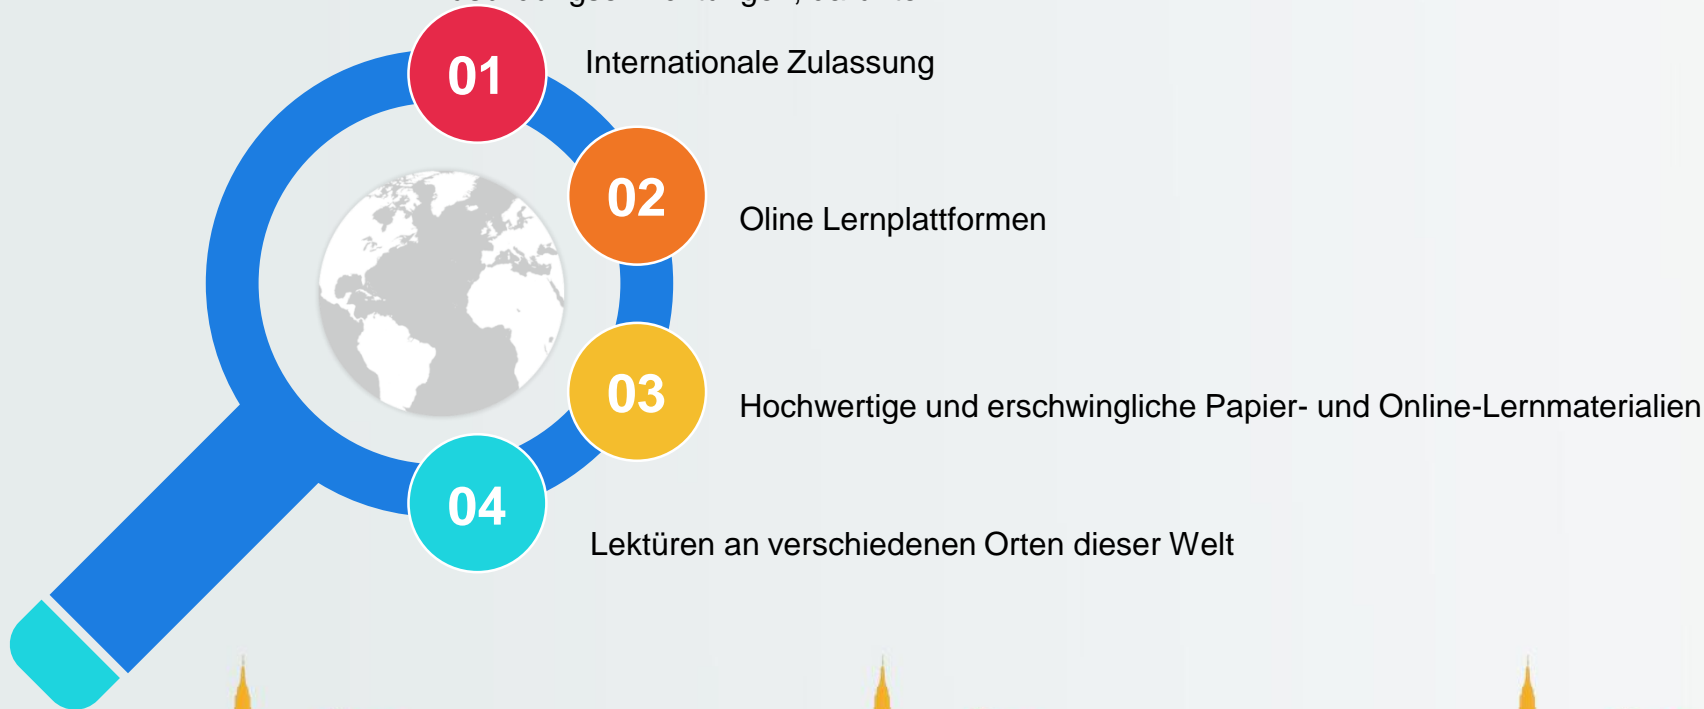 01
Internationale Zulassung
02
Oline Lernplattformen
03
Hochwertige und erschwingliche Papier- und Online-Lernmaterialien
04
Lektüren an verschiedenen Orten dieser Welt